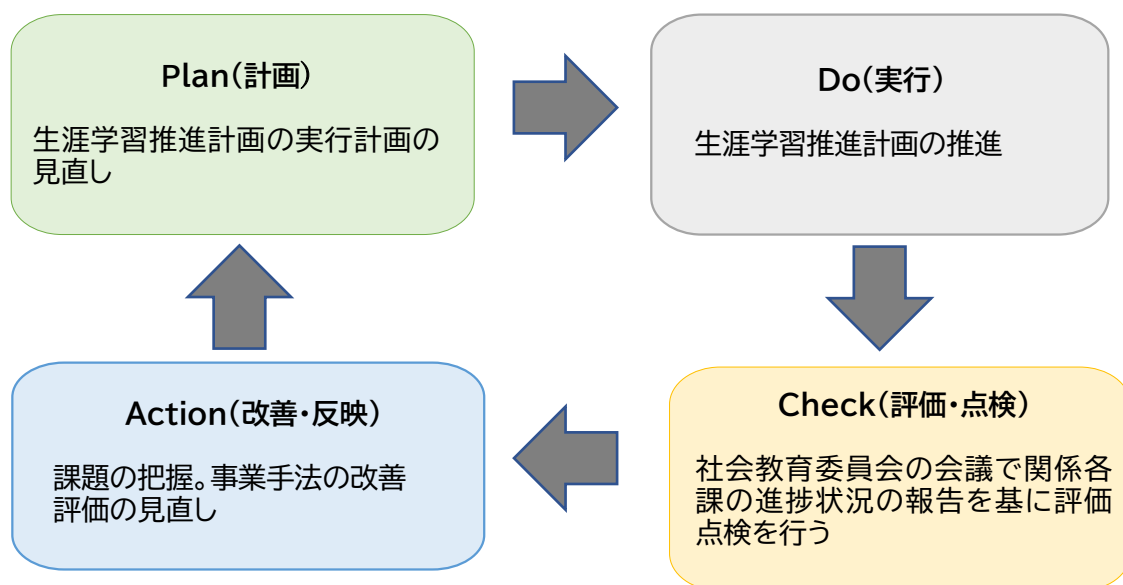 Plan(計画)
生涯学習推進計画の実行計画の
見直し
Do(実行)
生涯学習推進計画の推進
Check(評価・点検)
社会教育委員会の会議で関係各
課の進捗状況の報告を基に評価
点検を行う
Action(改善・反映)
課題の把握。事業手法の改善
評価の見直し